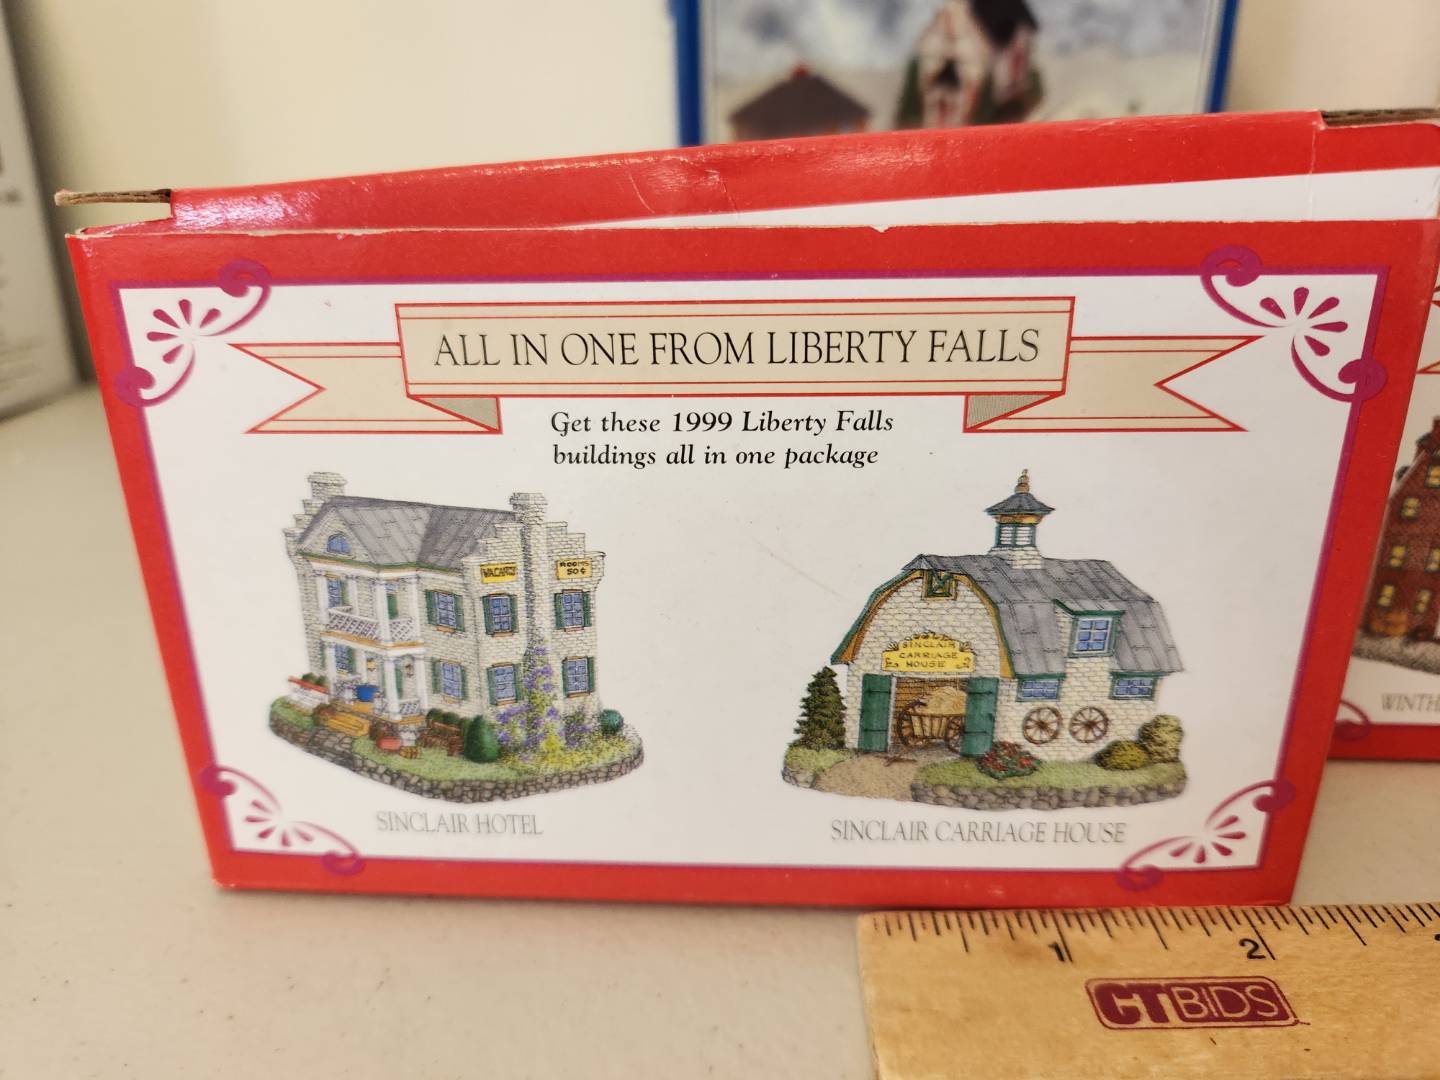 ALL IN ONE FROM LIBERTY FALLS
Get these 1999 Liberty Falls
buildings all in one package
VACANCY
ROOMS
50¢
SINCLAIR
CARRIAGE
HOUSE
SINCLAIR HOTEL
SINCLAIR CARRIAGE HOUSE
1
2
CTBIDS